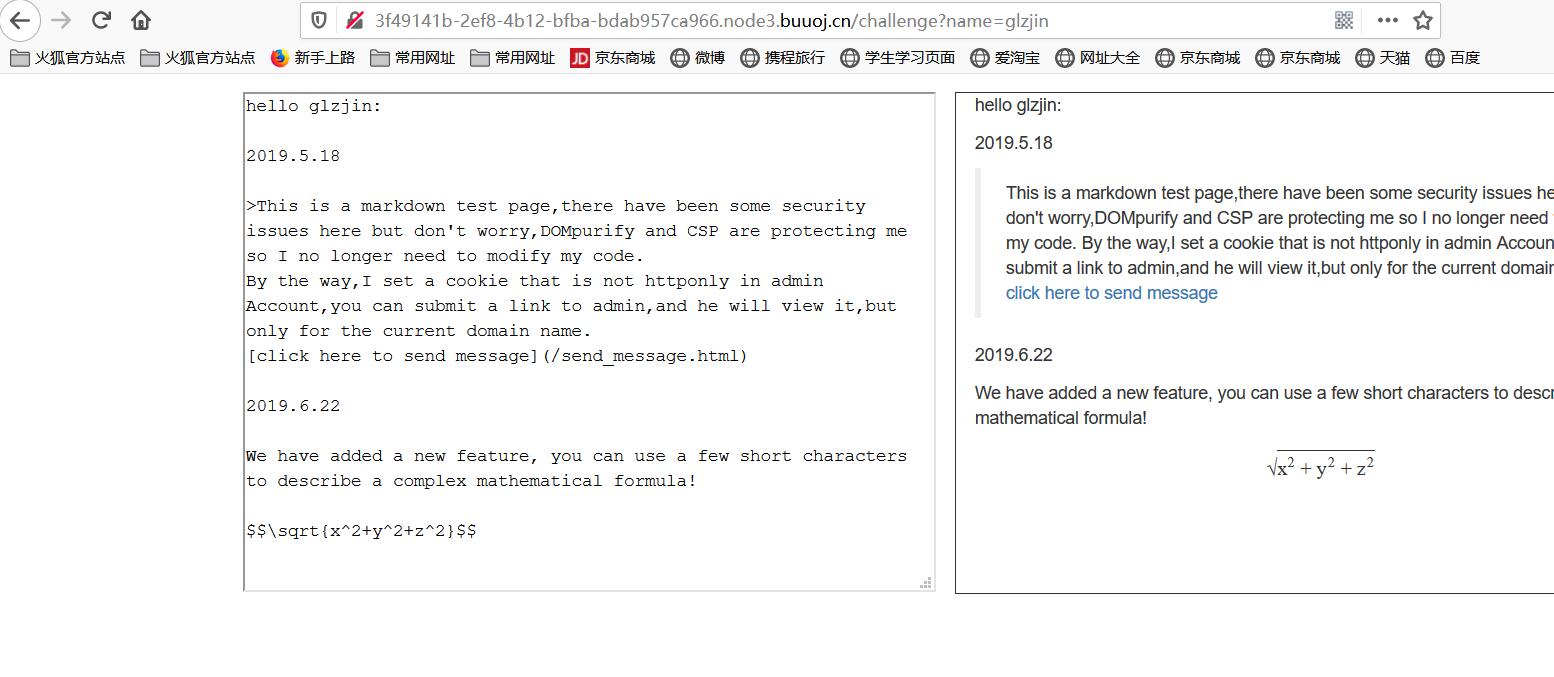 3f49141b-2ef8-4b12-bfba-bdab957ca966.node3.buuoj.cn/challenge?name=glzjin
火狐官方站点 火狐官方站点 新手上路 常用网址 常用网址 JD 京东商城 微博 携程旅行 学生学习页面 爱淘宝 网址大全 京东商城 京东商城 天猫 百度
hello glzjin:
2019.5.18
>This is a markdown test page,there have been some security
issues here but don't worry,DOMpurify and CSP are protecting me
so I no longer need to modify my code.
By the way,I set a cookie that is not httponly in admin
Account,you can submit a link to admin,and he will view it,but
only for the current domain name.
[click here to send message](/send_message.html)
2019.6.22
We have added a new feature, you can use a few short characters
to describe a complex mathematical formula!
$$\sqrt{x^2+y^2+z^2}$$
hello glzjin:
2019.5.18
This is a markdown test page,there have been some security issues he
don't worry,DOMpurify and CSP are protecting me so I no longer need
my code. By the way,I set a cookie that is not httponly in admin Accoun
submit a link to admin,and he will view it,but only for the current domain
click here to send message
2019.6.22
We have added a new feature, you can use a few short characters to descr
mathematical formula!
√x² + y² + z²